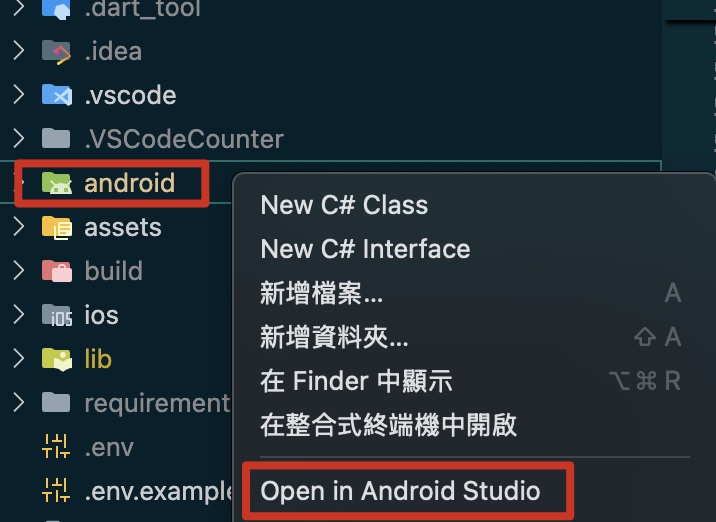 .dart_tool
.idea
.vscode
.VSCodeCounter
android
assets
build
iOS
ios
lib
requirement
.env
.env.example
New C# Class
New C# Interface
新增檔案... A
新增資料夾... ⇧ A
在 Finder 中顯示 ⌥ ⌘ R
在整合式終端機中開啟
Open in Android Studio